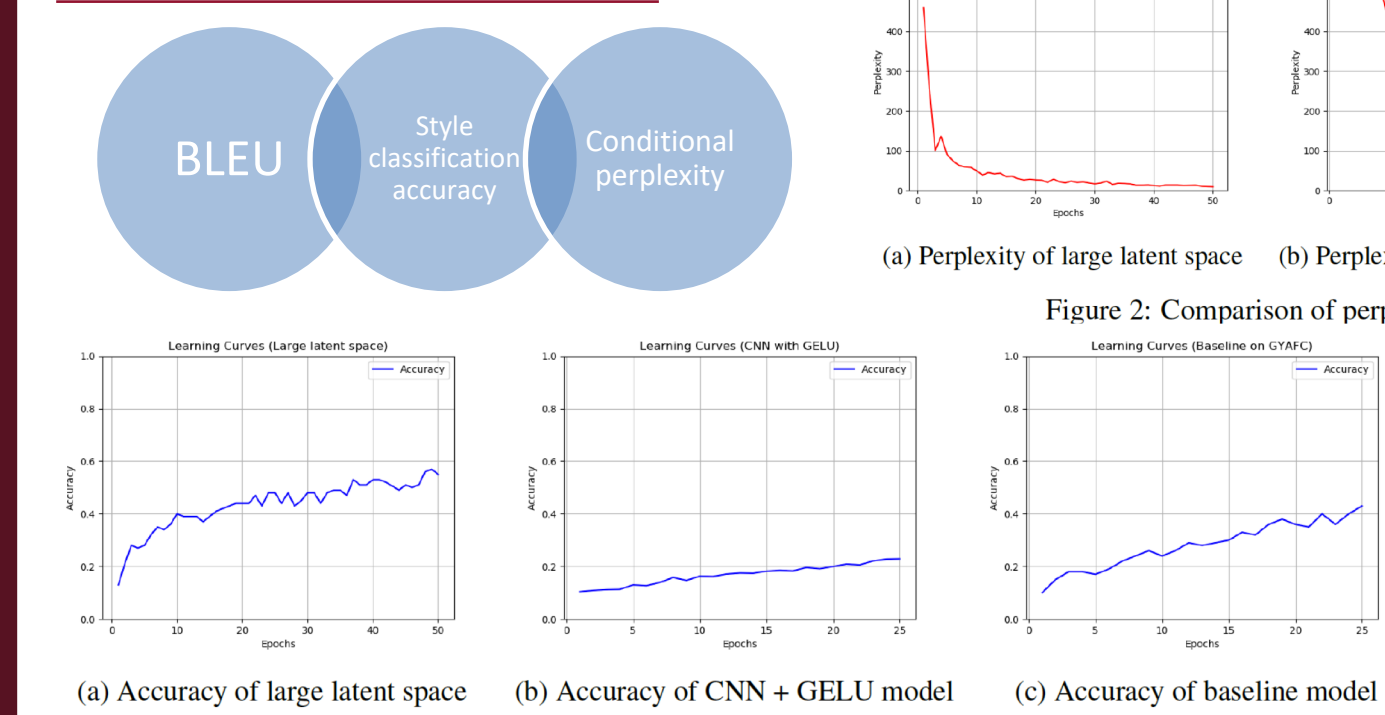 BLEU
Style
classification
accuracy
Conditional
perplexity
400
300
200
100
0
Perplexity
0 10 20 30 40 50
Epochs
(a) Perplexity of large latent space
400
300
200
100
0
Perplexity
0
(b) Perplex
Figure 2: Comparison of perp
Learning Curves (Large latent space)
Accuracy
1.0
0.8
0.6
0.4
0.2
0.0
Accuracy
0 10 20 30 40 50
Epochs
(a) Accuracy of large latent space
Learning Curves (CNN with GELU)
Accuracy
1.0
0.8
0.6
0.4
0.2
0.0
Accuracy
0 5 10 15 20 25
Epochs
(b) Accuracy of CNN + GELU model
Learning Curves (Baseline on GYAFC)
Accuracy
1.0
0.8
0.6
0.4
0.2
0.0
Accuracy
0 5 10 15 20 25
Epochs
(c) Accuracy of baseline model